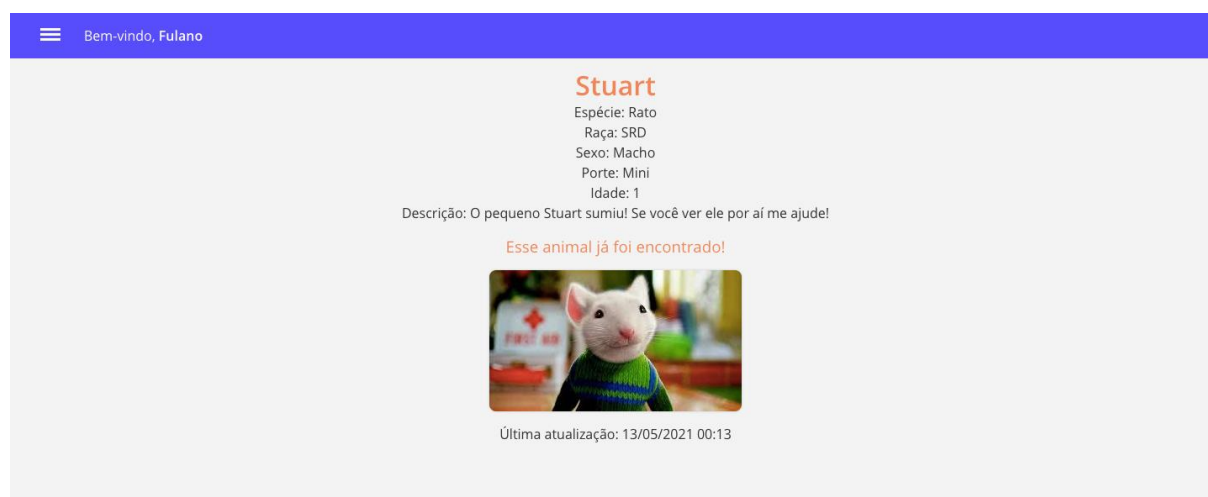 Bem-vindo, Fulano
Stuart
Espécie: Rato
Raça: SRD
Sexo: Macho
Porte: Mini
Idade: 1
Descrição: O pequeno Stuart sumiu! Se você ver ele por aí me ajude!
Esse animal já foi encontrado!
FIRST AID
Última atualização: 13/05/2021 00:13